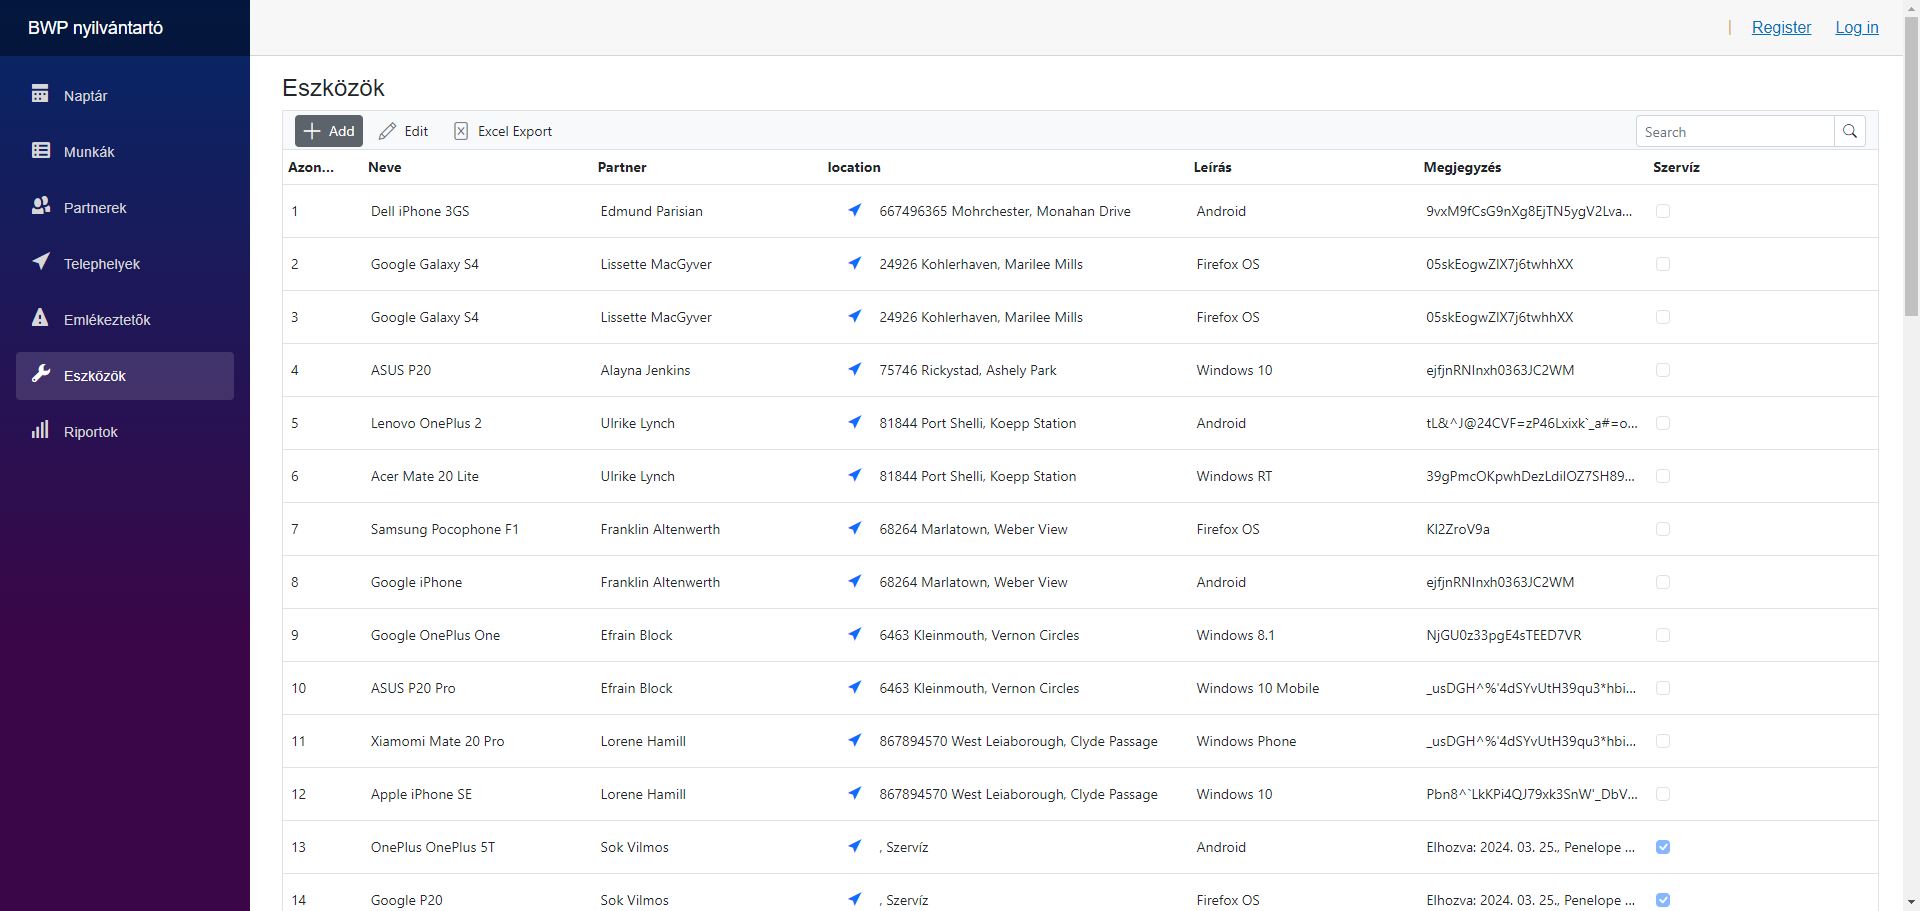 BWP nyilvántartó
Register Log in
Naptár
Munkák
Partnerek
Telephelyek
Emlékeztetők
Eszközök
Riportok
Eszközök
Add Edit Excel Export Search
Azon... Neve Partner location Leírás Megjegyzés Szervíz
1 Dell iPhone 3GS Edmund Parisian 667496365 Mohrchester, Monahan Drive Android 9vxM9fCsG9nXg8EjTN5ygV2Lva...
2 Google Galaxy S4 Lissette MacGyver 24926 Kohlerhaven, Marilee Mills Firefox OS 05skEogwZlX7j6twhhXX
3 Google Galaxy S4 Lissette MacGyver 24926 Kohlerhaven, Marilee Mills Firefox OS 05skEogwZlX7j6twhhXX
4 ASUS P20 Alayna Jenkins 75746 Rickystad, Ashely Park Windows 10 ejfjnRNInxh0363JC2WM
5 Lenovo OnePlus 2 Ulrike Lynch 81844 Port Shelli, Koepp Station Android tL&^J@24CVF=zP46Lxixk`_a#=o...
6 Acer Mate 20 Lite Ulrike Lynch 81844 Port Shelli, Koepp Station Windows RT 39gPmcOKpwhDezLdilOZ7SH89...
7 Samsung Pocophone F1 Franklin Altenwerth 68264 Marlatown, Weber View Firefox OS Kl2ZroV9a
8 Google iPhone Franklin Altenwerth 68264 Marlatown, Weber View Android ejfjnRNInxh0363JC2WM
9 Google OnePlus One Efrain Block 6463 Kleinmouth, Vernon Circles Windows 8.1 NjGU0z33pgE4sTEED7VR
10 ASUS P20 Pro Efrain Block 6463 Kleinmouth, Vernon Circles Windows 10 Mobile _usDGH^%'4dSYvUtH39qu3*hbi...
11 Xiamomi Mate 20 Pro Lorene Hamill 867894570 West Leiaborough, Clyde Passage Windows Phone _usDGH^%'4dSYvUtH39qu3*hbi...
12 Apple iPhone SE Lorene Hamill 867894570 West Leiaborough, Clyde Passage Windows 10 Pbn8^`LkKPi4QJ79xk3SnW'_DbV...
13 OnePlus OnePlus 5T Sok Vilmos , Szervíz Android Elhozva: 2024. 03. 25., Penelope ...
14 Google P20 Sok Vilmos , Szervíz Firefox OS Elhozva: 2024. 03. 25., Penelope ...